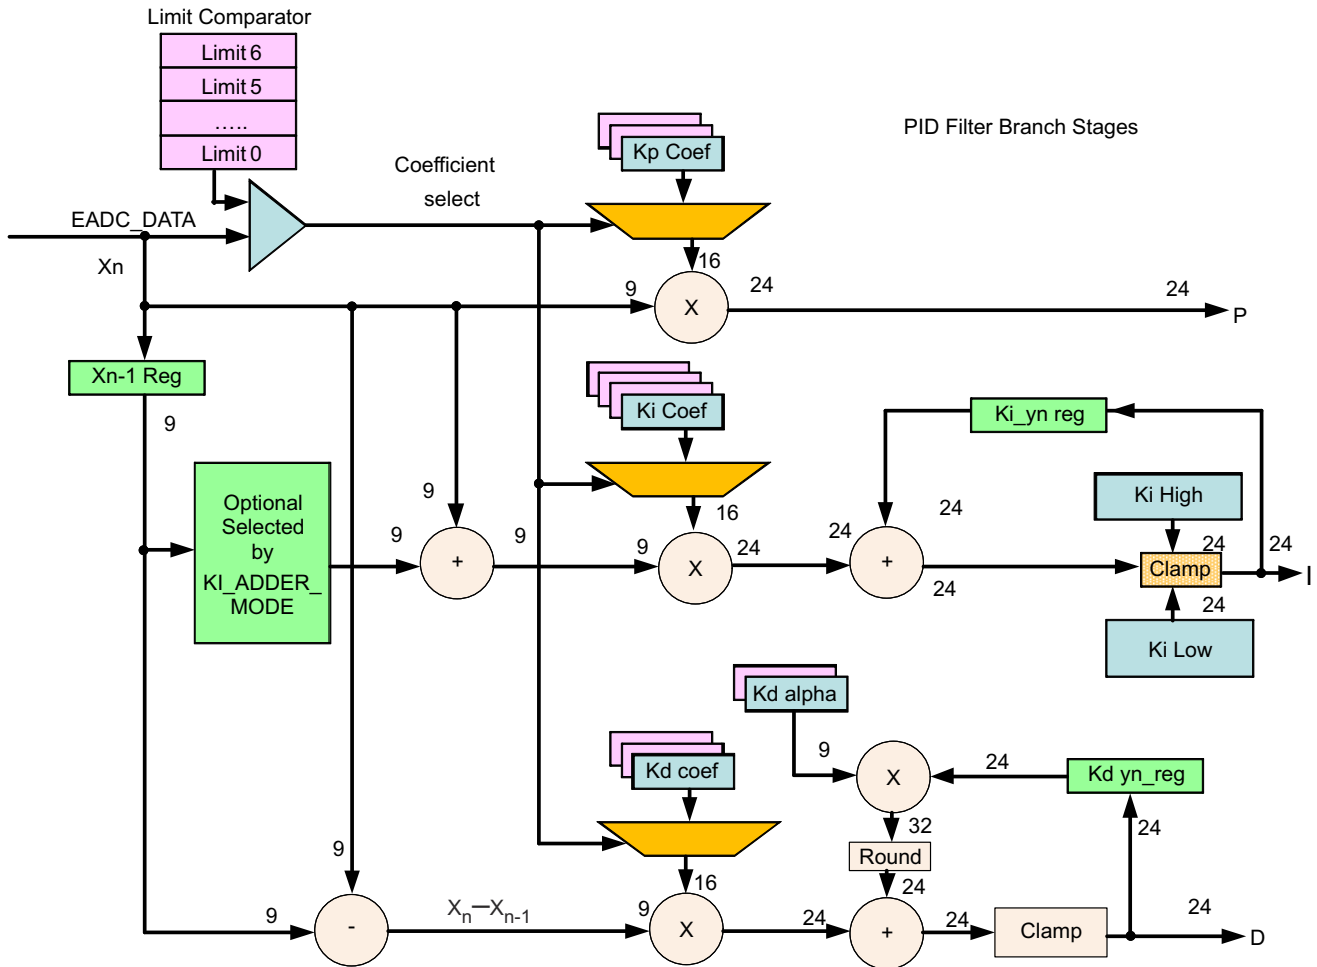 Limit Comparator
Limit 6
Limit 5
.....
Limit 0
PID Filter Branch Stages
Kp Coef
Coefficient
select
EADC_DATA
Xn
16
9
24
24
X
P
Xn-1 Reg
9
Ki Coef
Ki_yn reg
Optional
Selected
by
KI_ADDER_
MODE
9
9
+
9
16
9
X
24
24
24
+
24
Ki High
24
24
Clamp
I
24
Ki Low
Kd alpha
9
X
24
Kd yn_reg
Kd coef
32
24
Round
9
16
24
9
-
Xn—Xn-1
9
X
24
+
24
Clamp
24
D